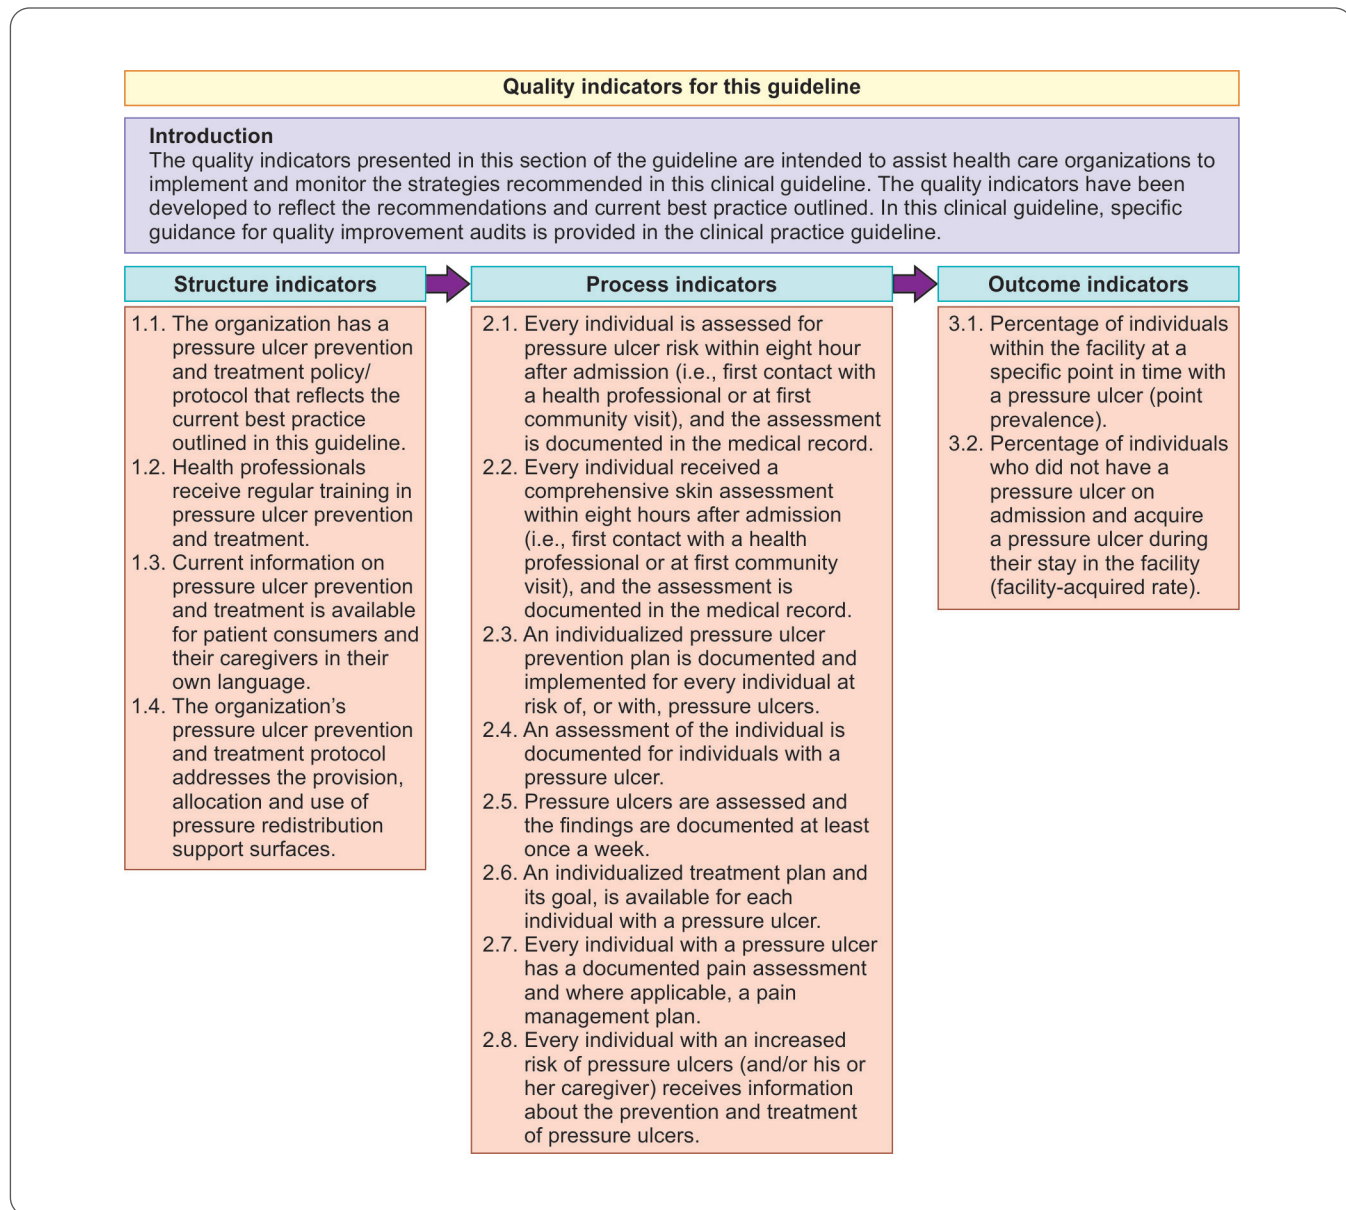 Quality indicators for this guideline
Introduction
The quality indicators presented in this section of the guideline are intended to assist health care organizations to
implement and monitor the strategies recommended in this clinical guideline. The quality indicators have been
developed to reflect the recommendations and current best practice outlined. In this clinical guideline, specific
guidance for quality improvement audits is provided in the clinical practice guideline.
Structure indicators
1.1. The organization has a
pressure ulcer prevention
and treatment policy/
protocol that reflects the
current best practice
outlined in this guideline.
1.2. Health professionals
receive regular training in
pressure ulcer prevention
and treatment.
1.3. Current information on
pressure ulcer prevention
and treatment is available
for patient consumers and
their caregivers in their
own language.
1.4. The organization's
pressure ulcer prevention
and treatment protocol
addresses the provision,
allocation and use of
pressure redistribution
support surfaces.
Process indicators
2.1. Every individual is assessed for
pressure ulcer risk within eight hour
after admission (i.e., first contact with
a health professional or at first
community visit), and the assessment
is documented in the medical record.
2.2. Every individual received a
comprehensive skin assessment
within eight hours after admission
(i.e., first contact with a health
professional or at first community
visit), and the assessment is
documented in the medical record.
2.3. An individualized pressure ulcer
prevention plan is documented and
implemented for every individual at
risk of, or with, pressure ulcers.
2.4. An assessment of the individual is
documented for individuals with a
pressure ulcer.
2.5. Pressure ulcers are assessed and
the findings are documented at least
once a week.
2.6. An individualized treatment plan and
its goal, is available for each
individual with a pressure ulcer.
2.7. Every individual with a pressure ulcer
has a documented pain assessment
and where applicable, a pain
management plan.
2.8. Every individual with an increased
risk of pressure ulcers (and/or his or
her caregiver) receives information
about the prevention and treatment
of pressure ulcers.
Outcome indicators
3.1. Percentage of individuals
within the facility at a
specific point in time with
a pressure ulcer (point
prevalence).
3.2. Percentage of individuals
who did not have a
pressure ulcer on
admission and acquire
a pressure ulcer during
their stay in the facility
(facility-acquired rate).